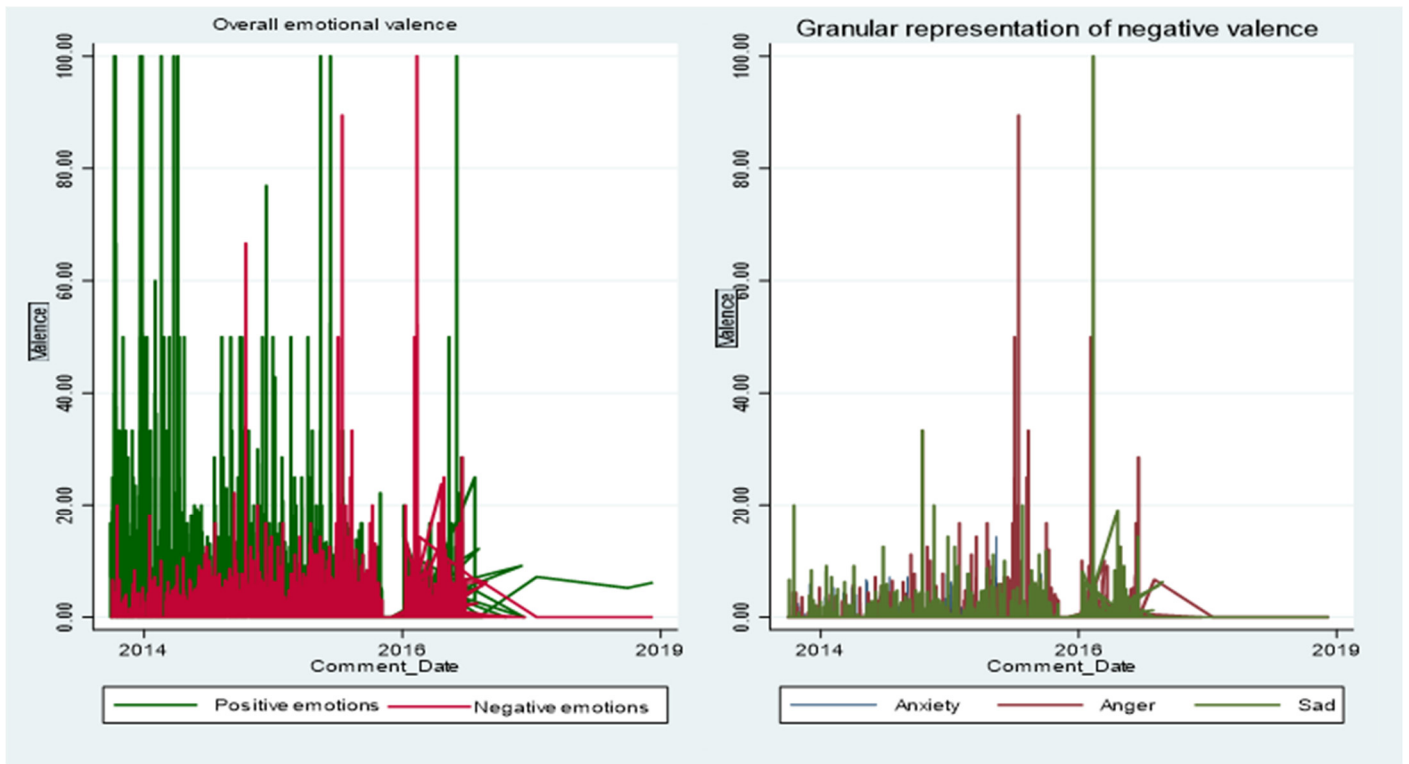 Overall emotional valence
100.00
80.00
60.00
40.00
20.00
0.00
Valence
2014
2016
2019
Comment_Date
Positive emotions
Negative emotions
Granular representation of negative valence
100.00
80.00
60.00
40.00
20.00
0.00
Valence
2014
2016
2019
Comment_Date
Anxiety
Anger
Sad